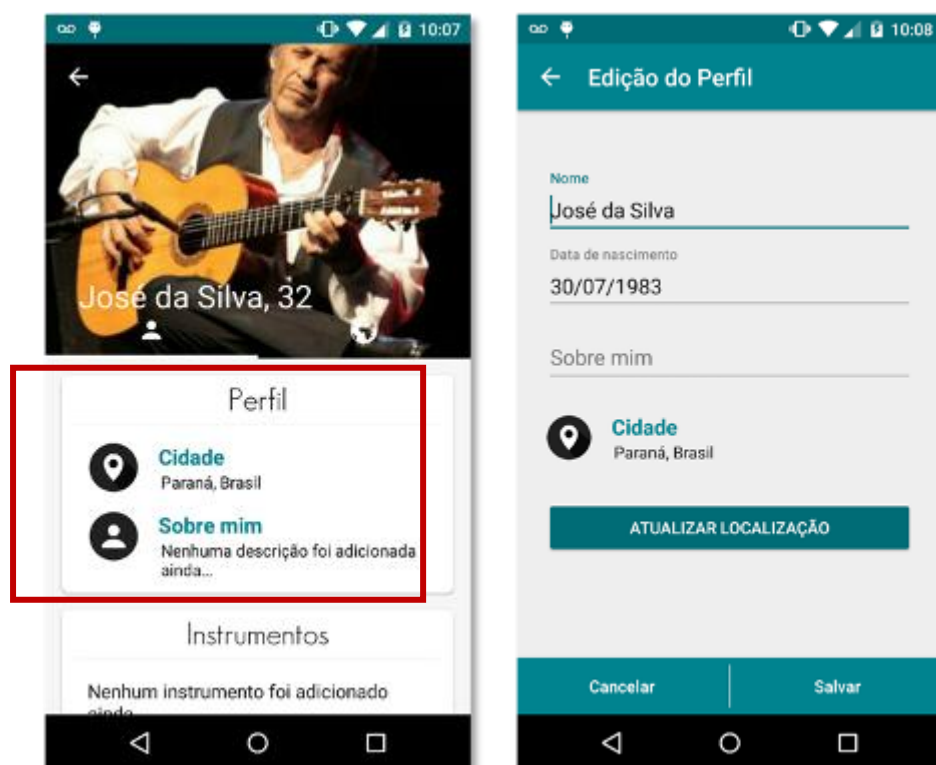 10:07
José da Silva, 32
Perfil
Cidade
Paraná, Brasil
Sobre mim
Nenhuma descrição foi adicionada
ainda...
Instrumentos
Nenhum instrumento foi adicionado
ainda
10:08
Edição do Perfil
Nome
José da Silva
Data de nascimento
30/07/1983
Sobre mim
Cidade
Paraná, Brasil
ATUALIZAR LOCALIZAÇÃO
Cancelar
Salvar